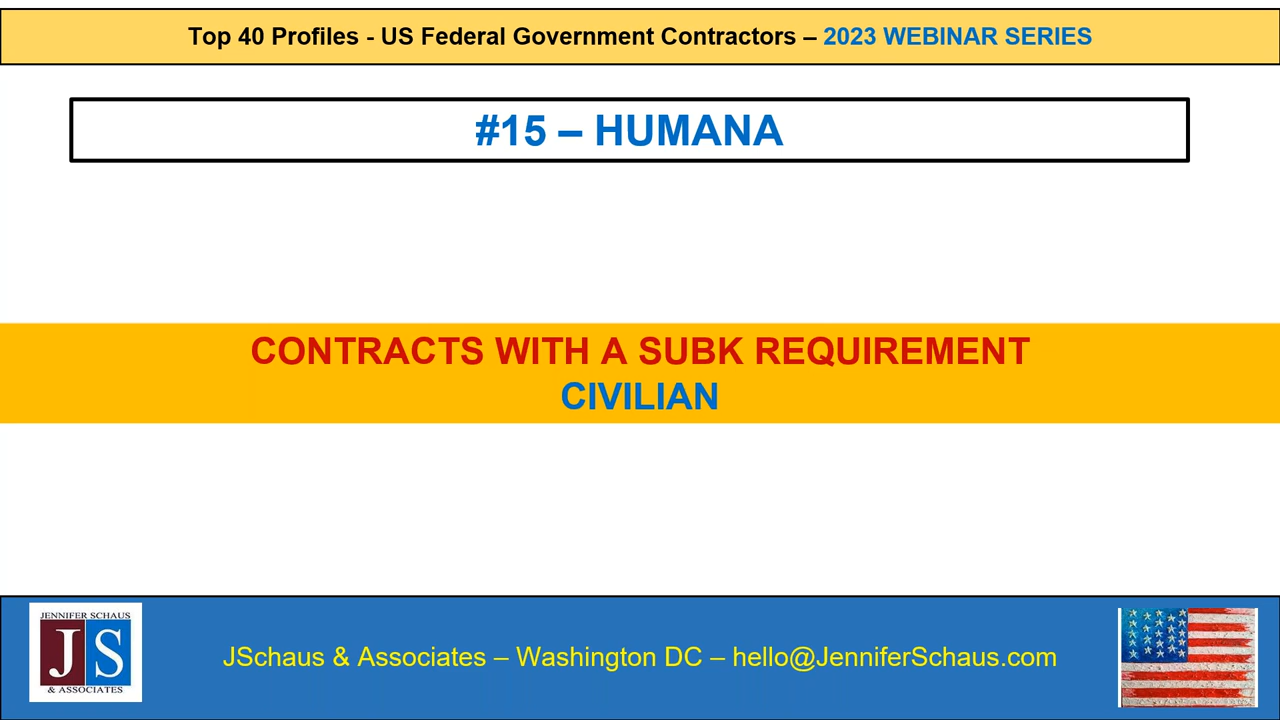 Top 40 Profiles - US Federal Government Contractors – 2023 WEBINAR SERIES
#15 – HUMANA
CONTRACTS WITH A SUBK REQUIREMENT
CIVILIAN
JENNIFER SCHAUS
JS
& ASSOCIATES
JSchaus & Associates – Washington DC – hello@JenniferSchaus.com